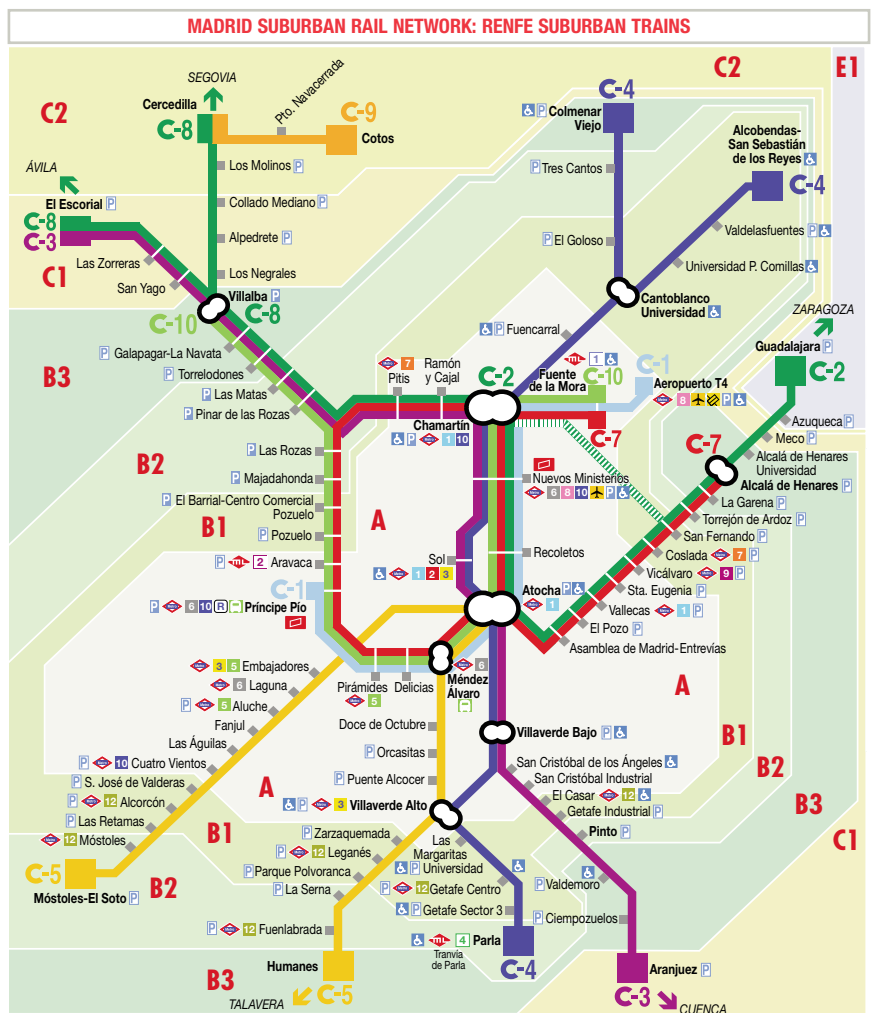 MADRID SUBURBAN RAIL NETWORK: RENFE SUBURBAN TRAINS
C2
E1
SEGOVIA
Pto. Navacerrada
C-9
C-4
Cercedilla
C2
C-8
Cotos
P Colmenar
Viejo
Alcobendas-
San Sebastián
de los Reyes
C-4
ÁVILA
Los Molinos P
P Tres Cantos
El Escorial P
Collado Mediano P
C-8
C-3
Alpedrete P
P El Goloso
Valdelasfuentes P
Las Zorreras
Los Negrales
Universidad P. Comillas
C1
San Yago
Villalba P
Cantoblanco
Universidad
ZARAGOZA
C-10
C-8
P Fuencarral
Guadalajara P
P Galapagar-La Navata
7
Pitis
Ramón
y Cajal
C-2
ML 1
Fuente
de la Mora
C-10
C-1
Aeropuerto T4
8 P
C-2
B3
P Torrelodones
P Las Matas
P Pinar de las Rozas
Chamartín
P 1 10
C-7
C-7
Azuqueca P
Meco P
Alcalá de Henares
Universidad
P Las Rozas
B2
P Majadahonda
Nuevos Ministerios
6 8 10 P
Alcalá de Henares P
La Garena P
P El Barrial-Centro Comercial
Pozuelo
A
Torrejón de Ardoz P
B1
P Pozuelo
San Fernando P
Coslada 7 P
P ML 2 Aravaca
Sol
1 2 3
Recoletos
Vicálvaro 9 P
C-1
Atocha P
1
Sta. Eugenia P
P 6 10 R Príncipe Pío
Vallecas 1 P
El Pozo P
Asamblea de Madrid-Entrevías
3 5 Embajadores
6 Laguna
P 5 Aluche
Fanjul
Las Águilas
Pirámides
5
Delicias
6
Méndez
Álvaro
A
Doce de Octubre
Villaverde Bajo P
B1
P 10 Cuatro Vientos
P Orcasitas
San Cristóbal de los Ángeles
B2
P S. José de Valderas
P Puente Alcocer
San Cristóbal Industrial
A
P 12 Alcorcón
P 3 Villaverde Alto
El Casar 12
B3
P Las Retamas
Getafe Industrial P
12 Móstoles
B1
P Zarzaquemada
Pinto P
C1
P 12 Leganés
Las
Margaritas
P Universidad
C-5
B2
P Parque Polvoranca
P 12 Getafe Centro
P Valdemoro
Móstoles-El Soto P
P La Serna
P Getafe Sector 3
P Ciempozuelos
P 12 Fuenlabrada
ML 4 Parla
Tranvía
de Parla
Humanes
C-4
Aranjuez P
B3
C-5
C-3
TALAVERA
CUENCA